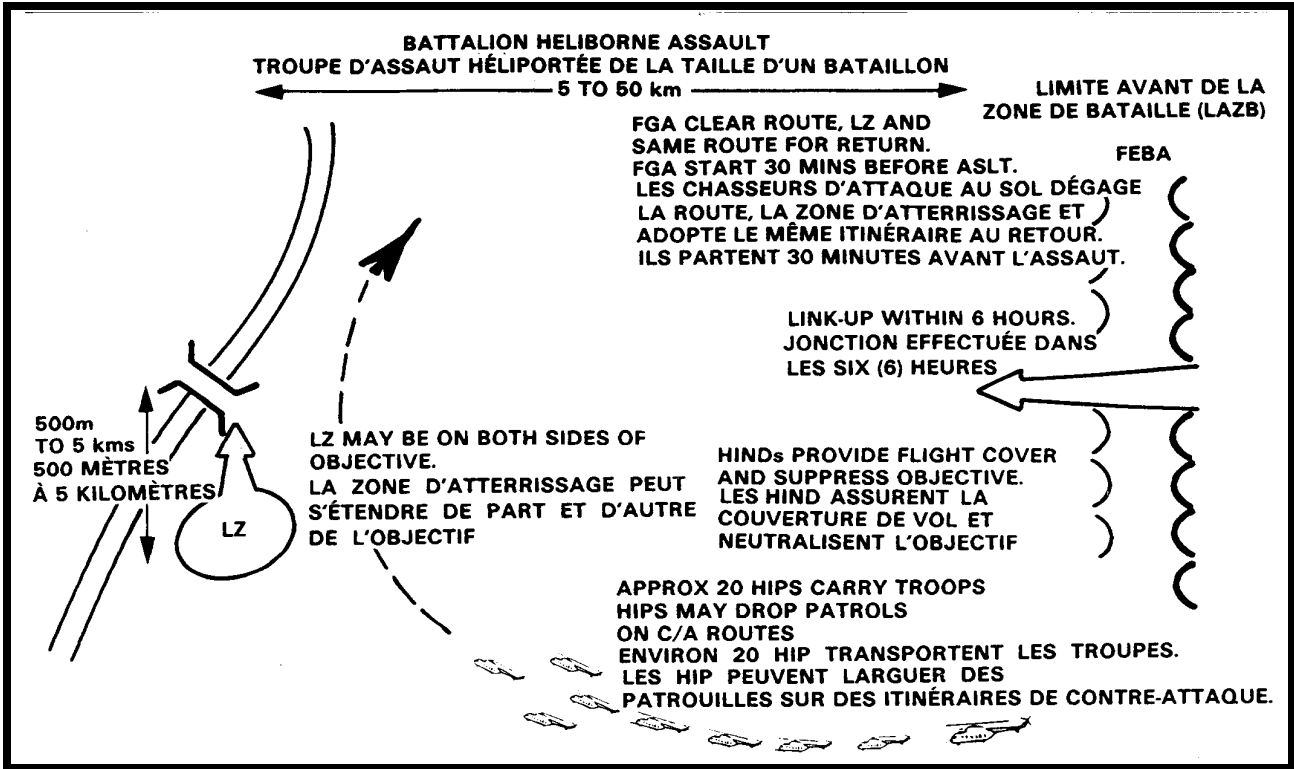 BATTALION HELIBORNE ASSAULT
TROUPE D'ASSAUT HÉLIPORTÉE DE LA TAILLE D'UN BATAILLON
5 TO 50 km
LIMITE AVANT DE LA
ZONE DE BATAILLE (LAZB)
FEBA
FGA CLEAR ROUTE, LZ AND
SAME ROUTE FOR RETURN.
FGA START 30 MINS BEFORE ASLT.
LES CHASSEURS D'ATTAQUE AU SOL DÉGAGE
LA ROUTE, LA ZONE D'ATTERRISSAGE ET
ADOPTE LE MÊME ITINÉRAIRE AU RETOUR.
ILS PARTENT 30 MINUTES AVANT L'ASSAUT.
LINK-UP WITHIN 6 HOURS.
JONCTION EFFECTUÉE DANS
LES SIX (6) HEURES
500m
TO 5 kms
500 MÈTRES
À 5 KILOMÈTRES
LZ
LZ MAY BE ON BOTH SIDES OF
OBJECTIVE.
LA ZONE D'ATTERRISSAGE PEUT
S'ÉTENDRE DE PART ET D'AUTRE
DE L'OBJECTIF
HINDs PROVIDE FLIGHT COVER
AND SUPPRESS OBJECTIVE.
LES HIND ASSURENT LA
COUVERTURE DE VOL ET
NEUTRALISENT L'OBJECTIF
APPROX 20 HIPS CARRY TROOPS
HIPS MAY DROP PATROLS
ON C/A ROUTES
ENVIRON 20 HIP TRANSPORTENT LES TROUPES.
LES HIP PEUVENT LARGUER DES
PATROUILLES SUR DES ITINÉRAIRES DE CONTRE-ATTAQUE.